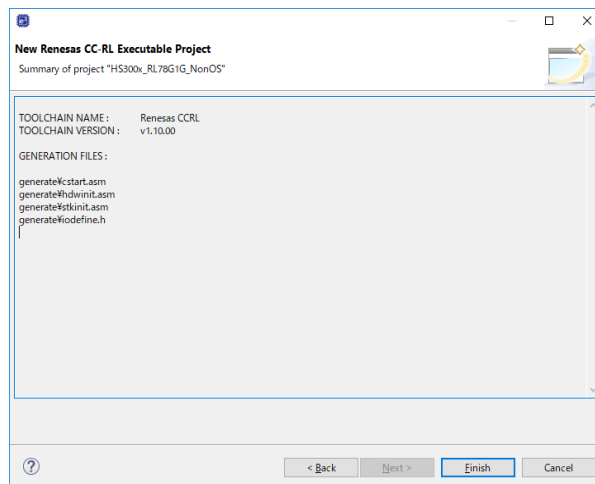 New Renesas CC-RL Executable Project
Summary of project "HS300x_RL78G1G_NonOS"
TOOLCHAIN NAME : Renesas CCRL
TOOLCHAIN VERSION : v1.10.00
GENERATION FILES :
generate¥cstart.asm
generate¥hdwinit.asm
generate¥stkinit.asm
generate¥iodefine.h
?
< Back
Next >
Finish
Cancel